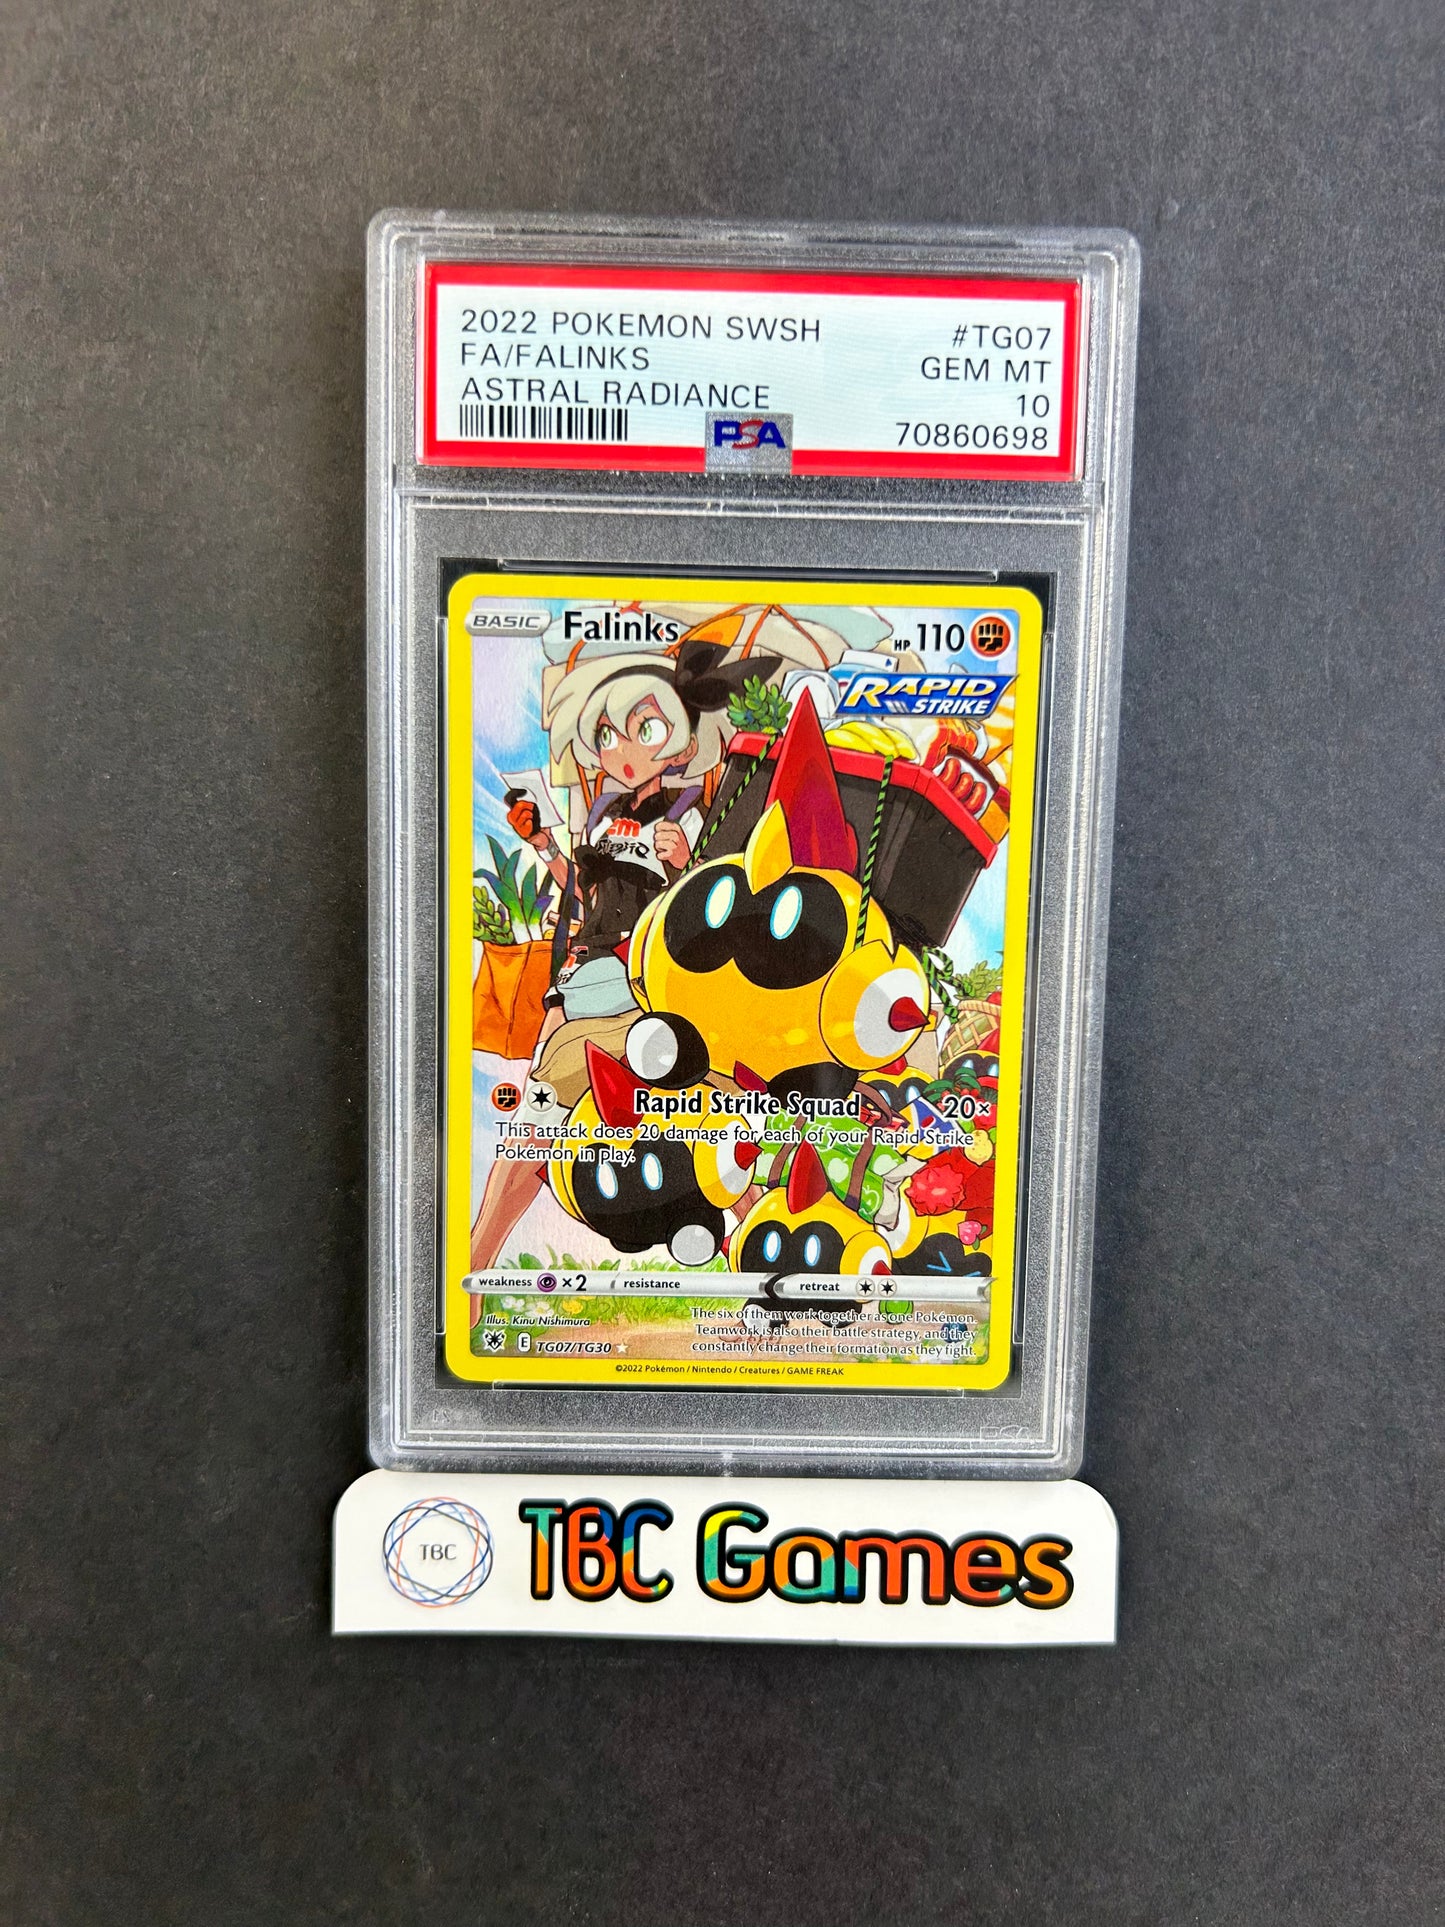 2022 POKEMON SWSH
FA/FALINKS
ASTRAL RADIANCE
#TG07
GEM MT
10
70860698
PSA
BASIC
Falinks
HP 110
RAPID
STRIKE
Rapid Strike Squad 20×
This attack does 20 damage for each of your Rapid Strike
Pokémon in play.
weakness ×2 resistance retreat
Illus. Kinu Nishimura
The six of them work together as one Pokémon.
Teamwork is also their battle strategy, and they
constantly change their formation as they fight.
E TG07/TG30
©2022 Pokémon / Nintendo / Creatures / GAME FREAK
TBC
TBC Games